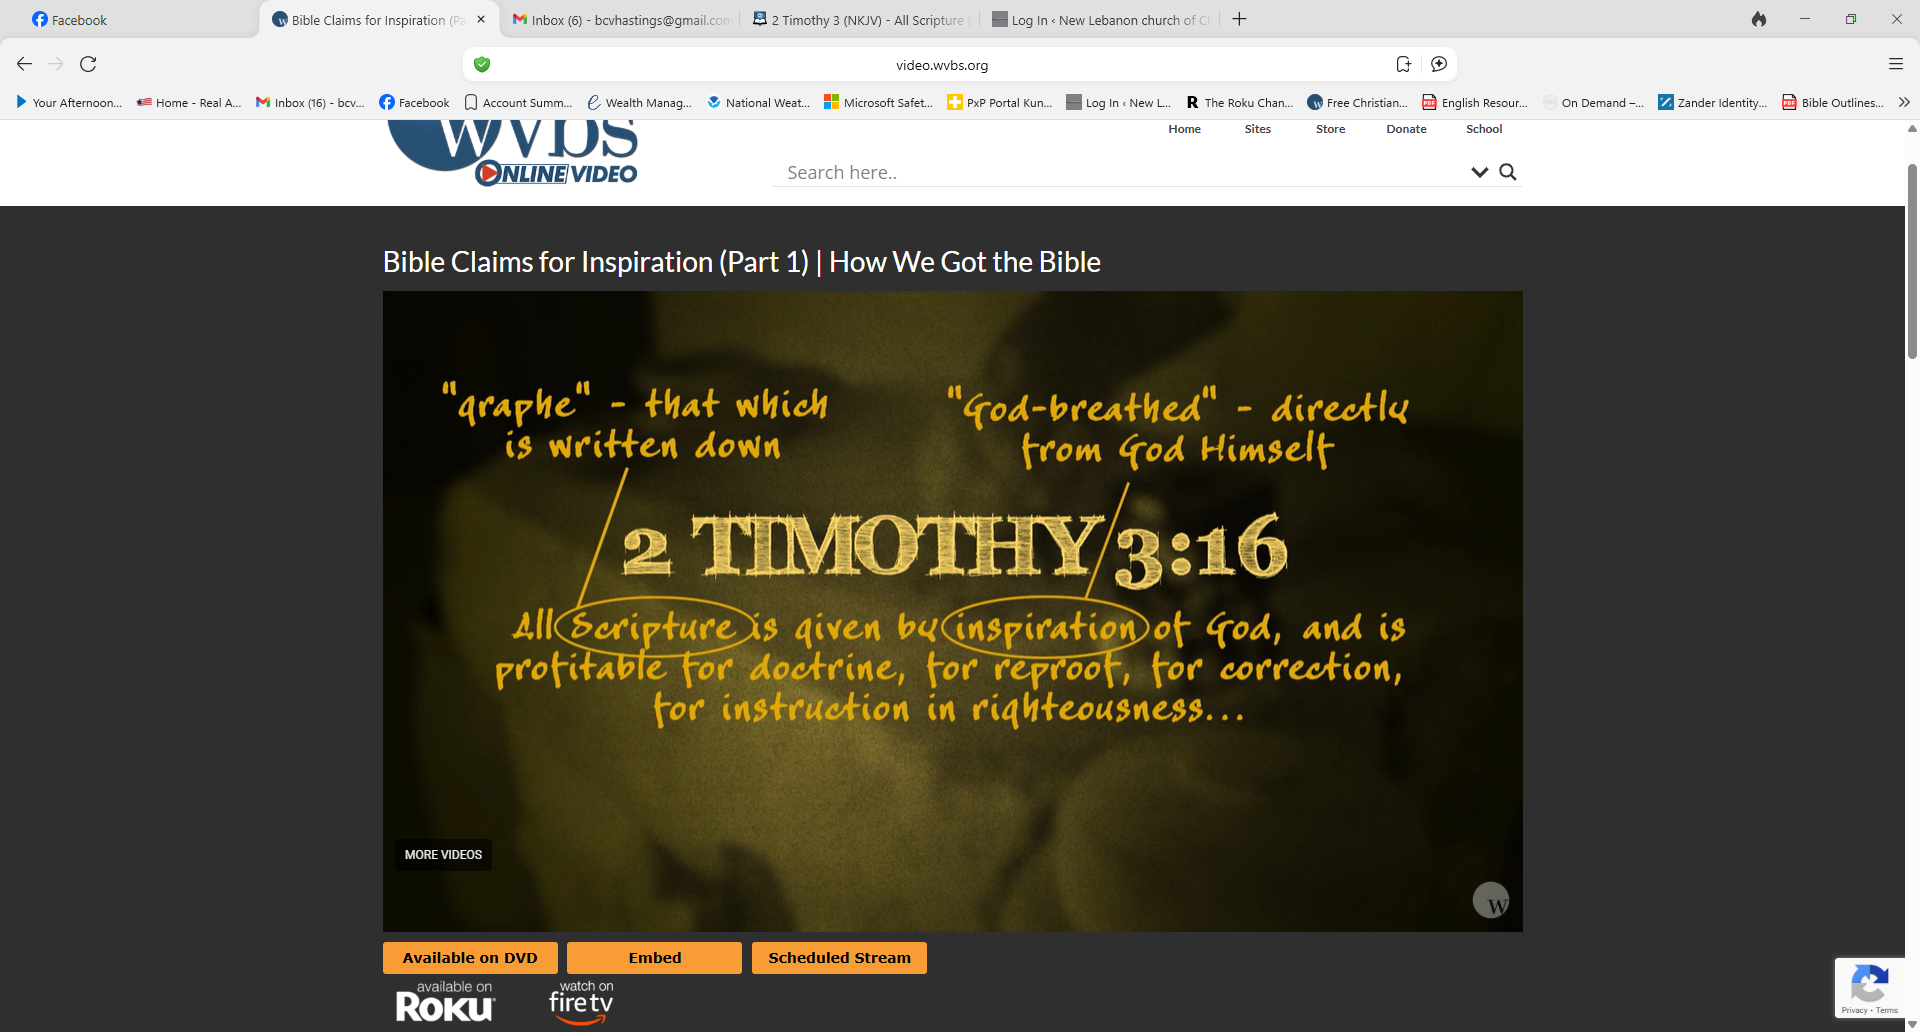 Facebook
Bible Claims for Inspiration (Pa
Inbox (6) - bcvhastings@gmail.com
2 Timothy 3 (NKJV) - All Scripture
Log In ‹ New Lebanon church of Ch
video.wvbs.org
Your Afternoon...
Home - Real A...
Inbox (16) - bcv...
Facebook
Account Summ...
Wealth Manag...
National Weat...
Microsoft Safet...
PxP Portal Kun...
Log In ‹ New L...
The Roku Chan...
Free Christian...
English Resour...
On Demand –...
Zander Identity...
Bible Outlines...
wvbs
ONLINE VIDEO
Home
Sites
Store
Donate
School
Search here..
Bible Claims for Inspiration (Part 1) | How We Got the Bible
"graphe" - that which
is written down
"God-breathed" - directly
from God Himself
2 TIMOTHY 3:16
All Scripture is given by inspiration of God, and is
profitable for doctrine, for reproof, for correction,
for instruction in righteousness...
MORE VIDEOS
W
Available on DVD
Embed
Scheduled Stream
available on
ROKU
watch on
fire tv
Privacy - Terms